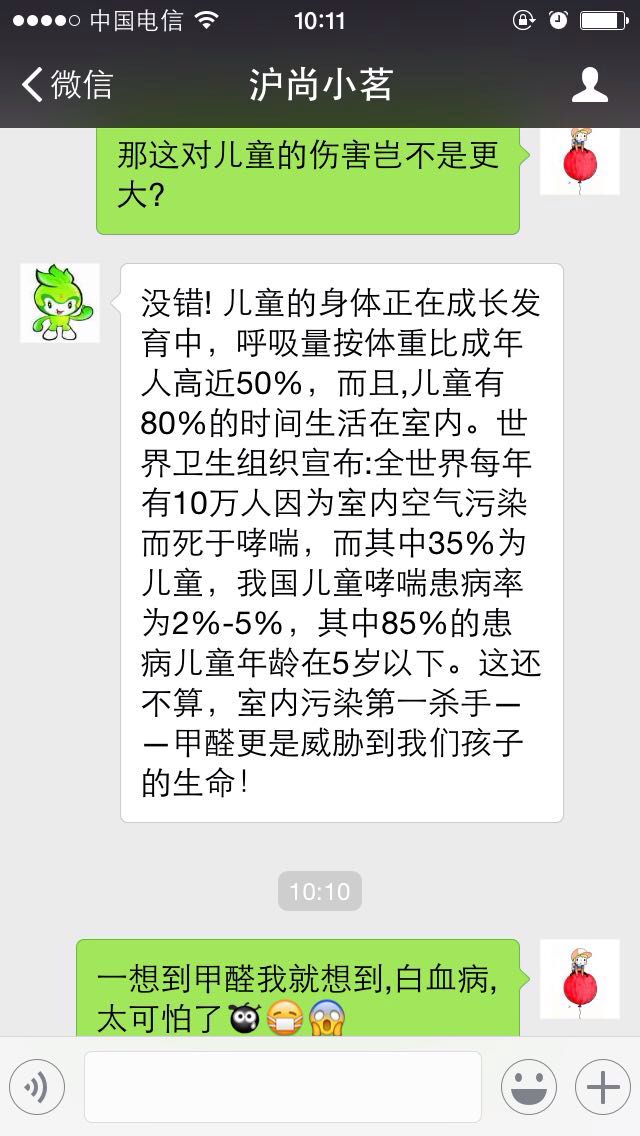 中国电信 10:11
微信 沪尚小茗
那这对儿童的伤害岂不是更
大?
没错! 儿童的身体正在成长发
育中，呼吸量按体重比成年
人高近50%，而且,儿童有
80%的时间生活在室内。世
界卫生组织宣布:全世界每年
有10万人因为室内空气污染
而死于哮喘，而其中35%为
儿童，我国儿童哮喘患病率
为2%-5%，其中85%的患
病儿童年龄在5岁以下。这还
不算，室内污染第一杀手—
—甲醛更是威胁到我们孩子
的生命!
10:10
一想到甲醛我就想到,白血病,
太可怕了